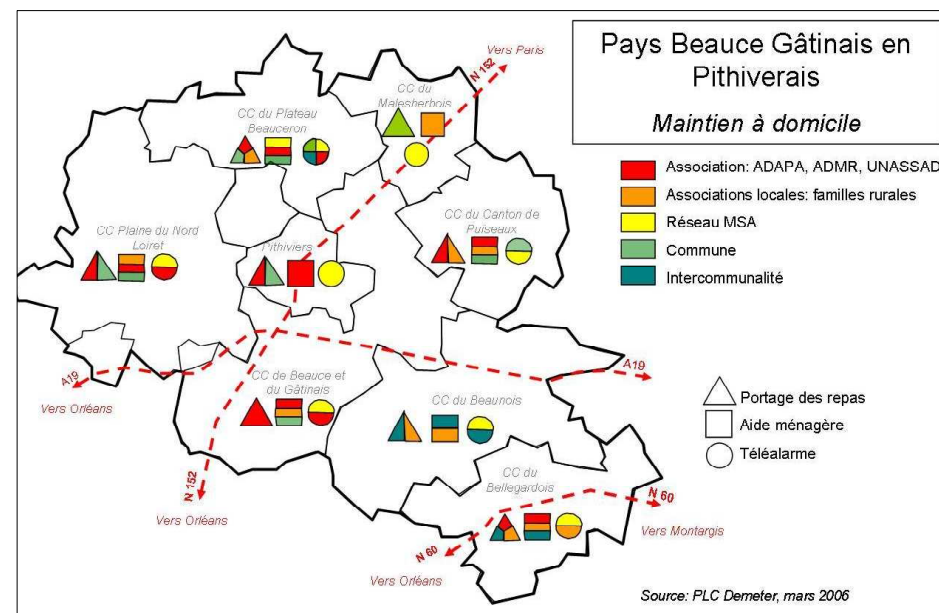 Pays Beauce Gâtinais en
Pithiverais
Maintien à domicile
Association: ADAPA, ADMR, UNASSAD
Associations locales: familles rurales
Réseau MSA
Commune
Intercommunalité
Portage des repas
Aide ménagère
Téléalarme
Vers Paris
N 152
CC du
Malesherbois
CC du Plateau
Beauceron
CC du Canton de
Puiseaux
CC Plaine du Nord
Loiret
Pithiviers
A19
Vers Orléans
A19
CC de Beauce et
du Gâtinais
CC du Beaunois
N 152
Vers Orléans
CC du
Bellegardois
N 60
Vers Montargis
N 60
Vers Orléans
Source: PLC Demeter, mars 2006